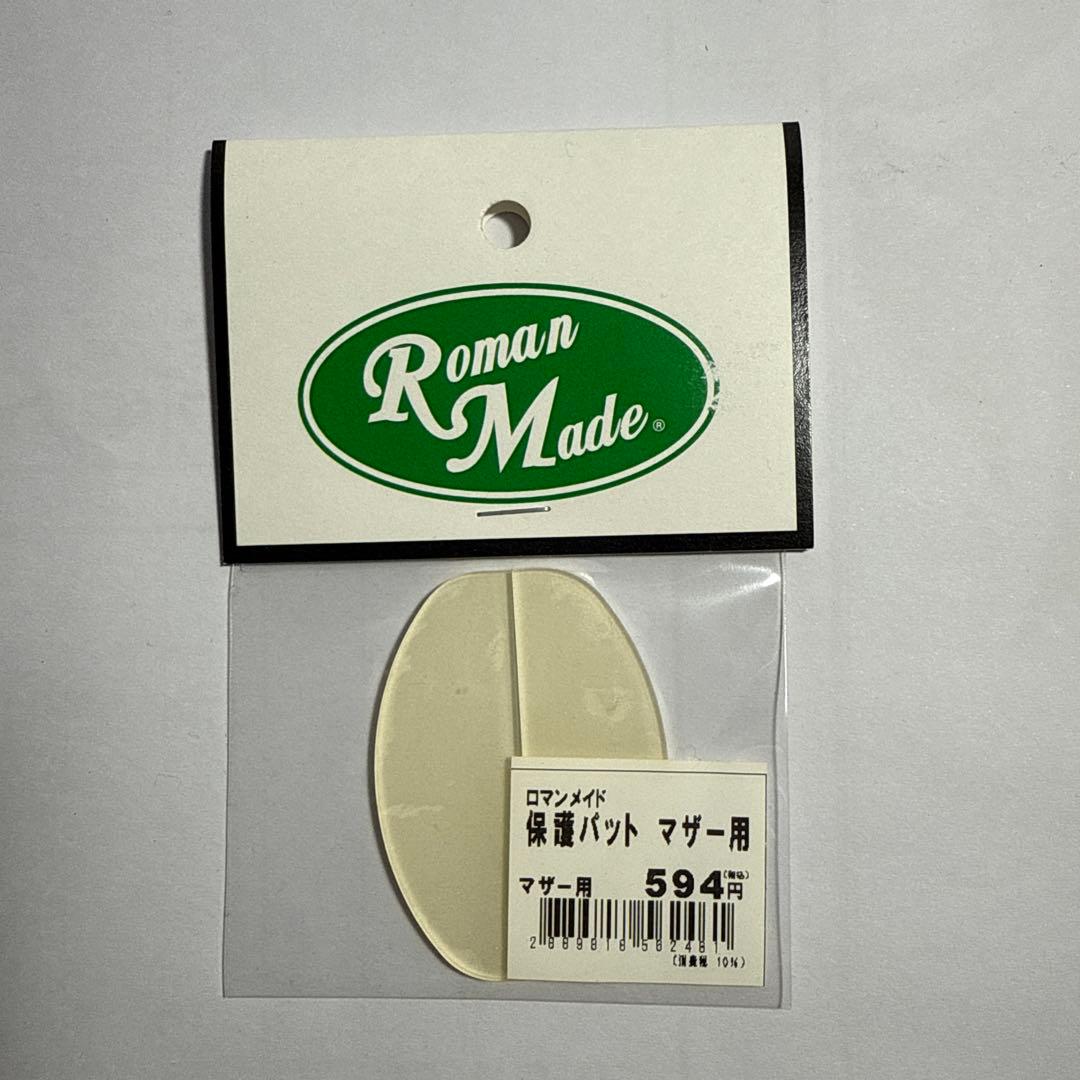 Roman
Made®
ロマンメイド
保護パット マザー用
(税込)
マザー用 594円
2889818502481
(消費税 10%)